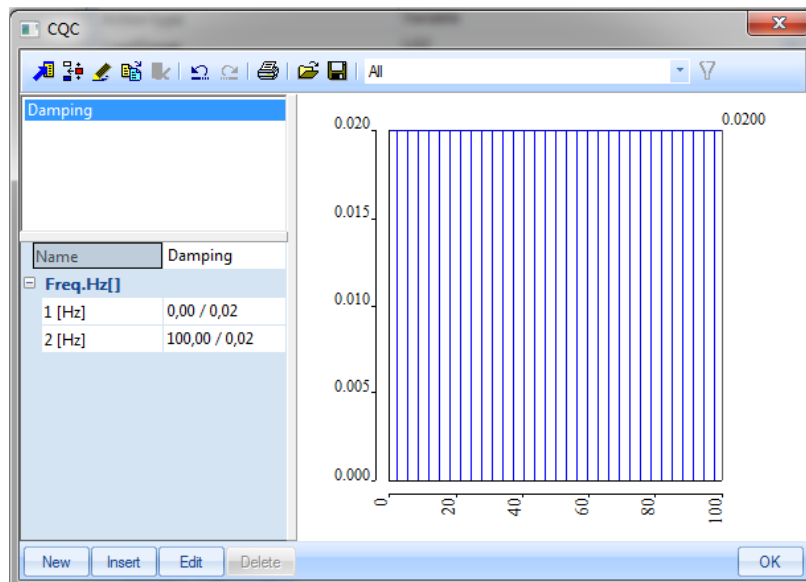 CQC
All
Damping
Name Damping
Freq.Hz[]
1 [Hz] 0,00 / 0,02
2 [Hz] 100,00 / 0,02
0.020
0.015
0.010
0.005
0.000
0.0200
0 20 40 60 80 100
New Insert Edit Delete OK